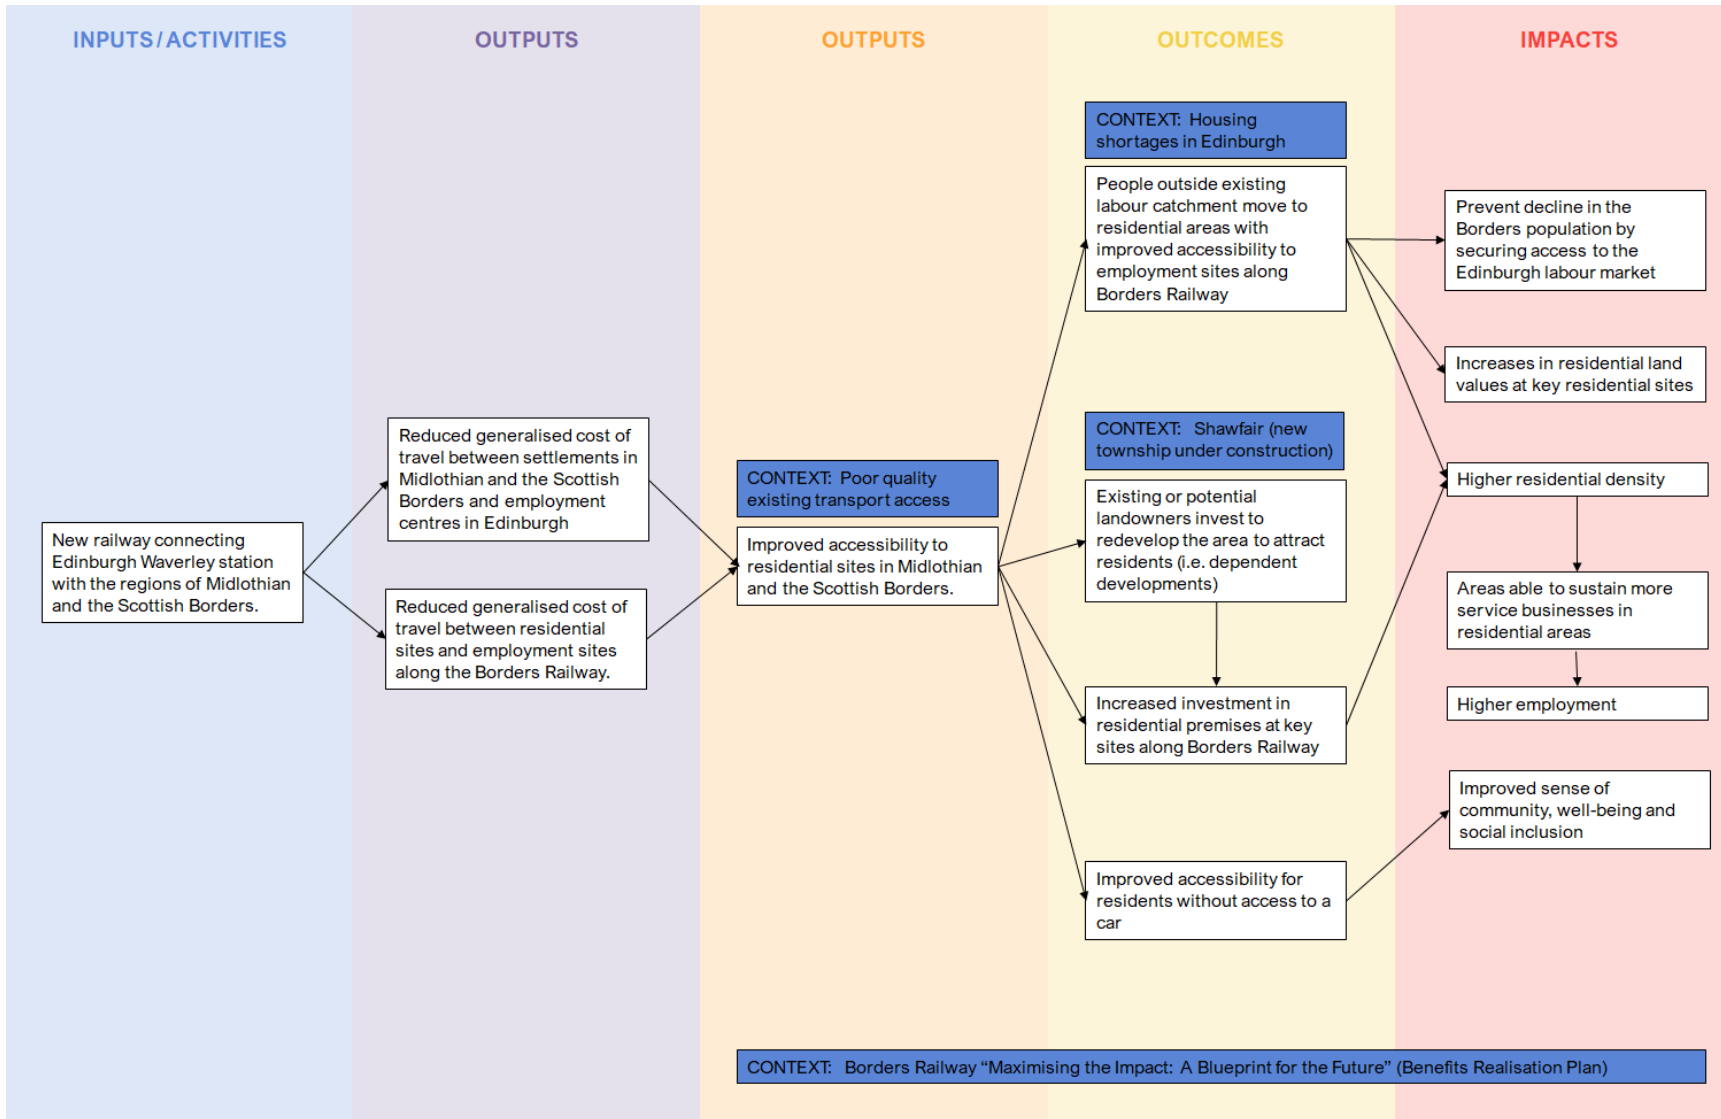 INPUTS/ACTIVITIES
OUTPUTS
OUTPUTS
OUTCOMES
IMPACTS
New railway connecting
Edinburgh Waverley station
with the regions of Midlothian
and the Scottish Borders.
Reduced generalised cost of
travel between settlements in
Midlothian and the Scottish
Borders and employment
centres in Edinburgh
Reduced generalised cost of
travel between residential
sites and employment sites
along the Borders Railway.
CONTEXT: Poor quality
existing transport access
Improved accessibility to
residential sites in Midlothian
and the Scottish Borders.
CONTEXT: Housing
shortages in Edinburgh
People outside existing
labour catchment move to
residential areas with
improved accessibility to
employment sites along
Borders Railway
CONTEXT: Shawfair (new
township under construction)
Existing or potential
landowners invest to
redevelop the area to attract
residents (i.e. dependent
developments)
Increased investment in
residential premises at key
sites along Borders Railway
Improved accessibility for
residents without access to a
car
Prevent decline in the
Borders population by
securing access to the
Edinburgh labour market
Increases in residential land
values at key residential sites
Higher residential density
Areas able to sustain more
service businesses in
residential areas
Higher employment
Improved sense of
community, well-being and
social inclusion
CONTEXT: Borders Railway “Maximising the Impact: A Blueprint for the Future” (Benefits Realisation Plan)